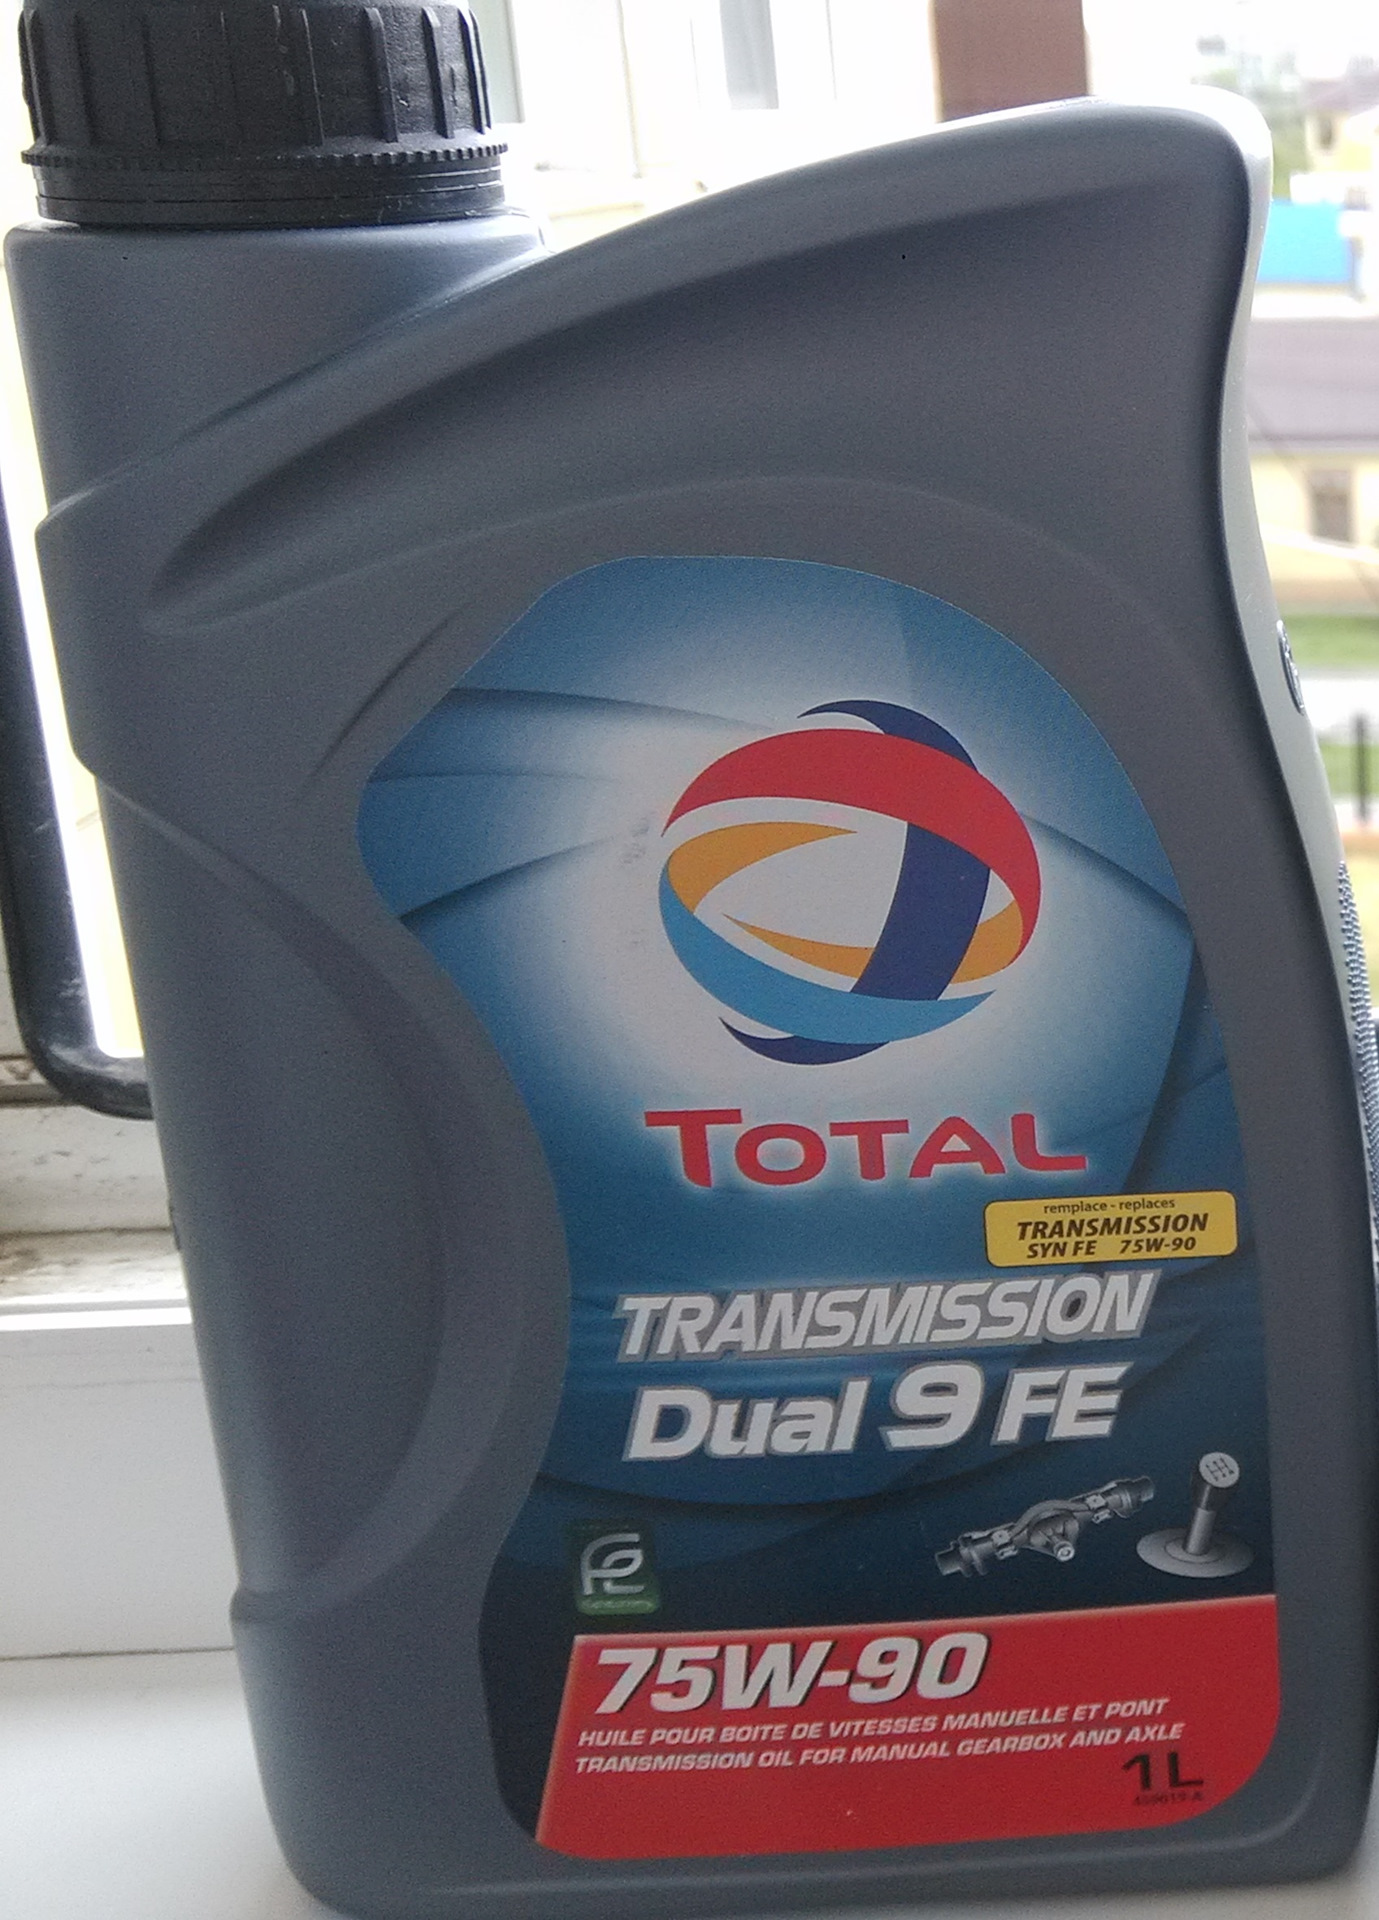 TOTAL
remplace - replaces
TRANSMISSION
SYN FE 75W-90
TRANSMISSION
Dual 9 FE
FE
75W-90
HUILE POUR BOITE DE VITESSES MANUELLE ET PONT
TRANSMISSION OIL FOR MANUAL GEARBOX AND AXLE
1L